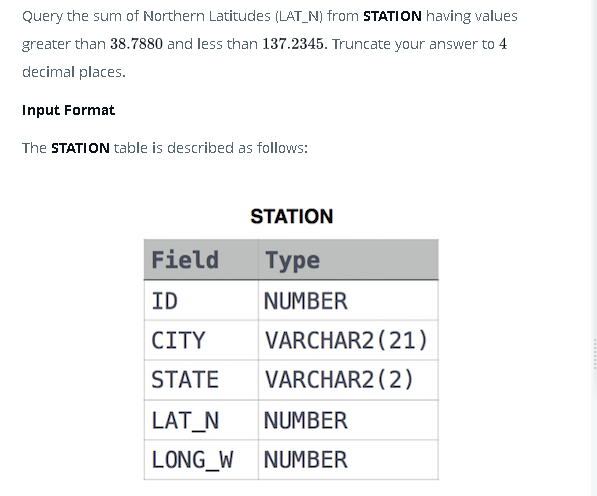 Query the sum of Northern Latitudes (LAT_N) from STATION having values
greater than 38.7880 and less than 137.2345. Truncate your answer to 4
decimal places.
Input Format
The STATION table is described as follows:
STATION
Field Type
ID NUMBER
CITY VARCHAR2(21)
STATE VARCHAR2(2)
LAT_N NUMBER
LONG_W NUMBER